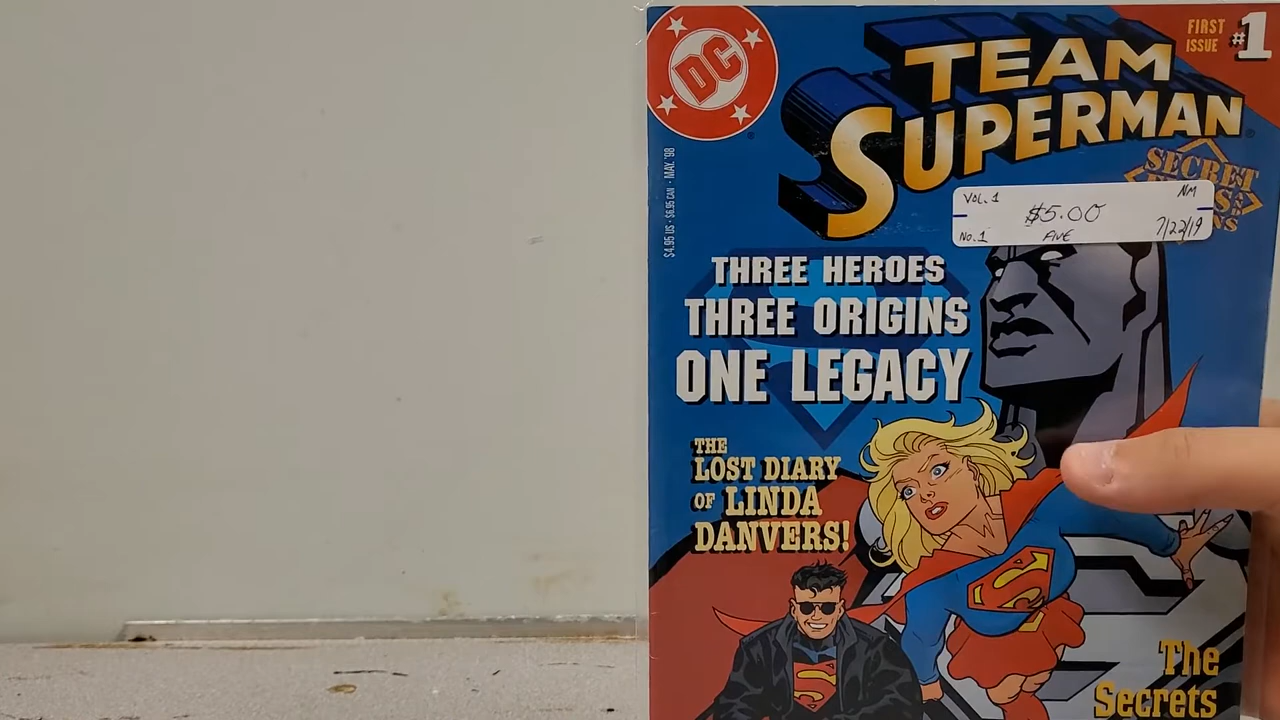 DC
TEAM
SUPERMAN
FIRST
ISSUE #1
$4.95 US · $6.95 CAN · MAY. '98
SECRET
VOL. 1
NM
$5.00
No. 1
FIVE
7/22/19
THREE HEROES
THREE ORIGINS
ONE LEGACY
THE
LOST DIARY
OF LINDA
DANVERS!
The
Secrets